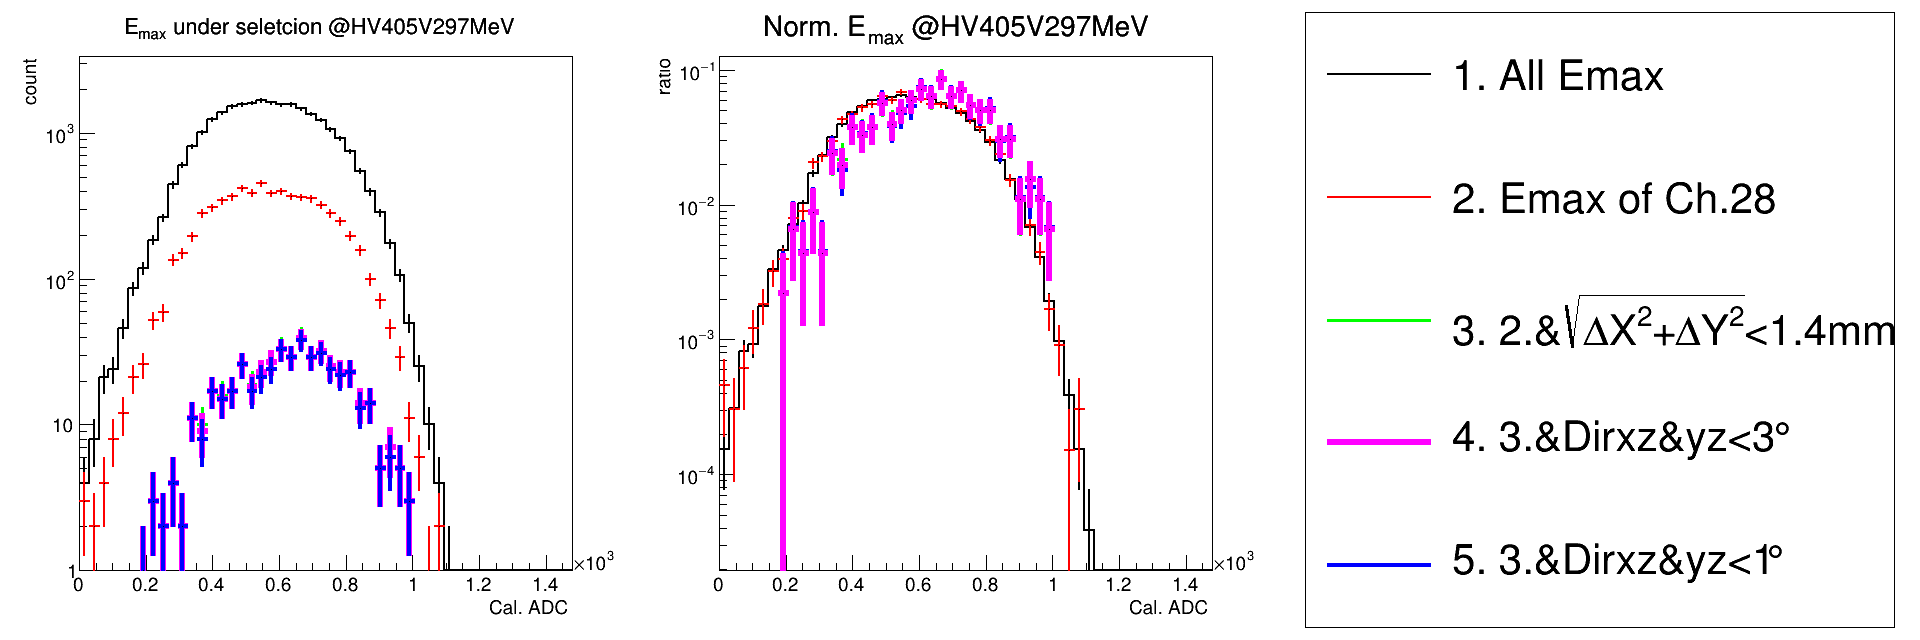 E_max under seletcion @HV405V297MeV
count
10^3
10^2
10
1
0 0.2 0.4 0.6 0.8 1 1.2 1.4 ×10^3
Cal. ADC
Norm. E_max @HV405V297MeV
ratio
10^−1
10^−2
10^−3
10^−4
0 0.2 0.4 0.6 0.8 1 1.2 1.4 ×10^3
Cal. ADC
1. All Emax
2. Emax of Ch.28
3. 2.&√ΔX^2+ΔY^2<1.4mm
4. 3.&Dirxz&yz<3°
5. 3.&Dirxz&yz<1°